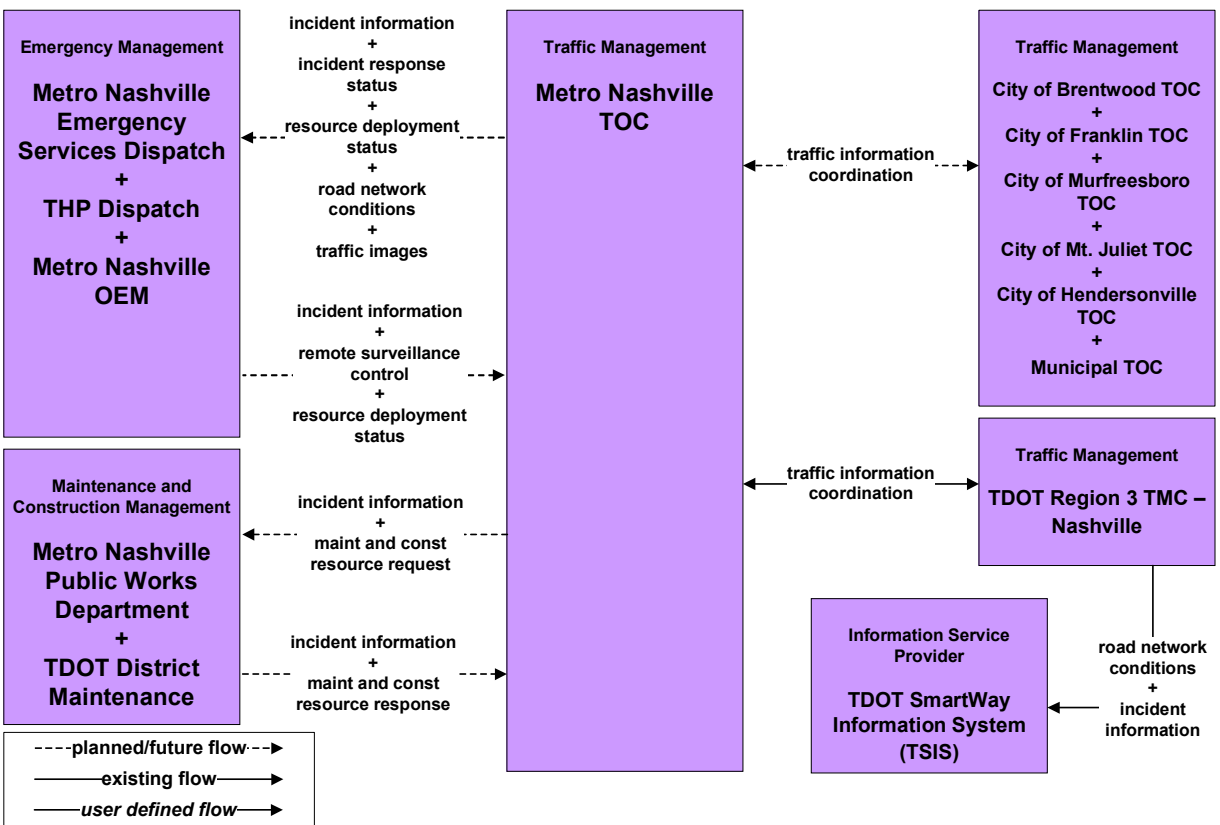 Emergency Management
Metro Nashville
Emergency
Services Dispatch
+
THP Dispatch
+
Metro Nashville
OEM
incident information
+
incident response
status
+
resource deployment
status
+
road network
conditions
+
traffic images
incident information
+
remote surveillance
control
+
resource deployment
status
Traffic Management
Metro Nashville
TOC
traffic information
coordination
Traffic Management
City of Brentwood TOC
+
City of Franklin TOC
+
City of Murfreesboro
TOC
+
City of Mt. Juliet TOC
+
City of Hendersonville
TOC
+
Municipal TOC
Maintenance and
Construction Management
Metro Nashville
Public Works
Department
+
TDOT District
Maintenance
incident information
+
maint and const
resource request
incident information
+
maint and const
resource response
traffic information
coordination
Traffic Management
TDOT Region 3 TMC –
Nashville
Information Service
Provider
TDOT SmartWay
Information System
(TSIS)
road network
conditions
+
incident
information
planned/future flow
existing flow
user defined flow